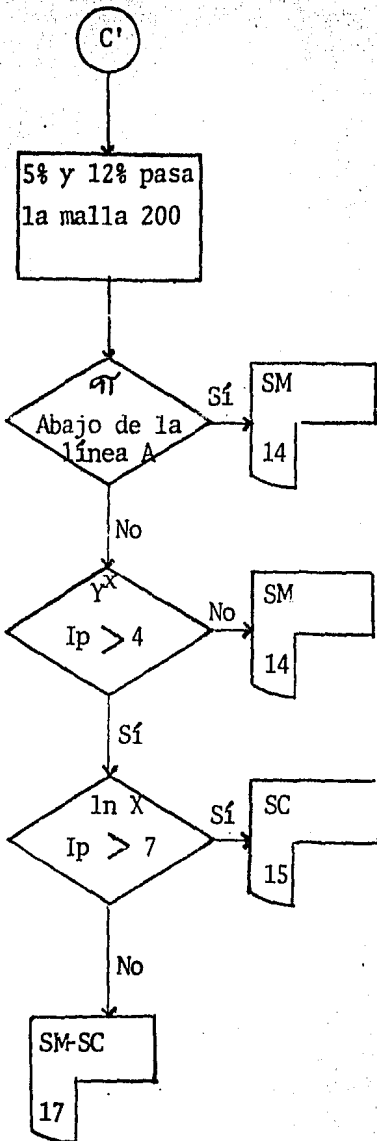 C'
5% y 12% pasa
la malla 200
π
Abajo de la
línea A
Sí
SM
14
No
Y^X
Ip > 4
No
SM
14
Sí
ln X
Ip > 7
Sí
SC
15
No
SM-SC
17